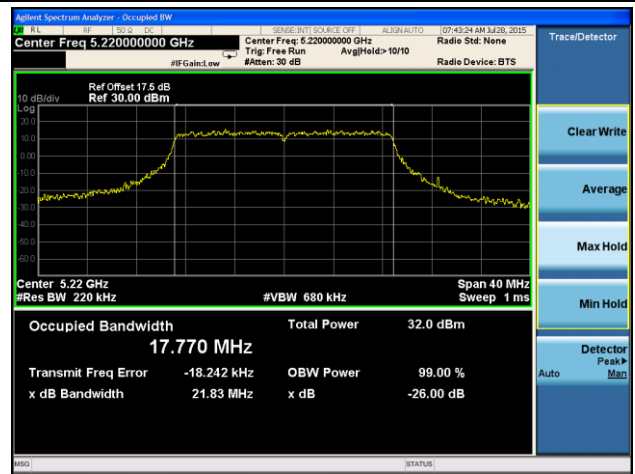 Agilent Spectrum Analyzer - Occupied BW
RL RF 50 Ω DC SENSE:INT SOURCE OFF ALIGNAUTO 07:43:24 AM Jul 28, 2015
Center Freq 5.220000000 GHz Center Freq: 5.220000000 GHz Radio Std: None Trace/Detector
Trig: Free Run Avg|Hold:>10/10
#IFGain:Low #Atten: 30 dB Radio Device: BTS
Ref Offset 17.5 dB
10 dB/div Ref 30.00 dBm
Log
20.0
10.0
0.00
-10.0
-20.0
-30.0
-40.0
-50.0
-60.0
Clear Write
Average
Max Hold
Min Hold
Detector
Peak▶
Auto Man
Center 5.22 GHz Span 40 MHz
#Res BW 220 kHz #VBW 680 kHz Sweep 1 ms
Occupied Bandwidth Total Power 32.0 dBm
17.770 MHz
Transmit Freq Error -18.242 kHz OBW Power 99.00 %
x dB Bandwidth 21.83 MHz x dB -26.00 dB
MSG STATUS